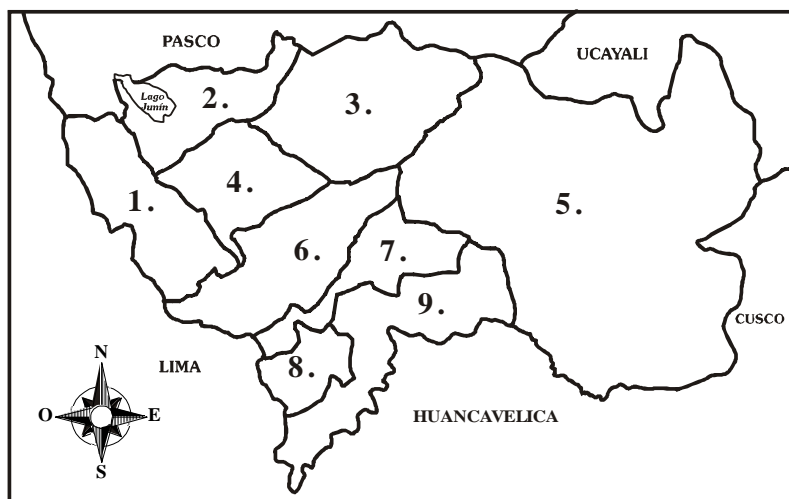 PASCO
UCAYALI
Lago
Junín
2.
3.
4.
1.
5.
6.
7.
9.
CUSCO
N
LIMA
8.
O
E
HUANCAVELICA
S